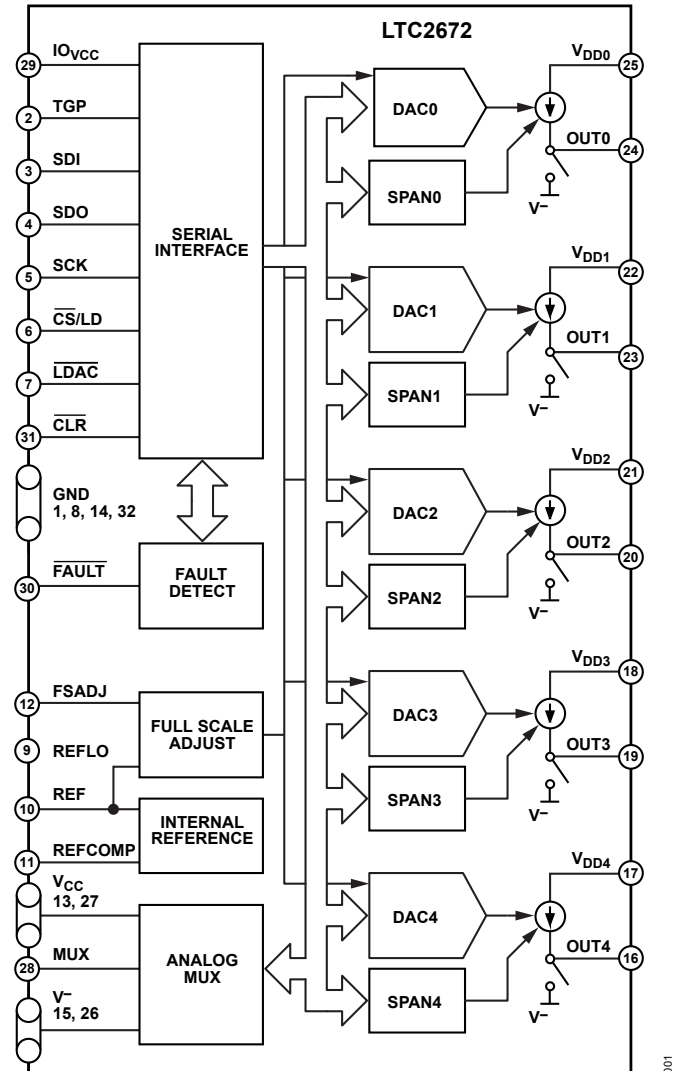 LTC2672
29
IOVCC
2
TGP
3
SDI
4
SDO
5
SCK
6
CS/LD
7
LDAC
31
CLR
GND
1, 8, 14, 32
30
FAULT
12
FSADJ
9
REFLO
10
REF
11
REFCOMP
VCC
13, 27
28
MUX
V–
15, 26
SERIAL
INTERFACE
FAULT
DETECT
FULL SCALE
ADJUST
INTERNAL
REFERENCE
ANALOG
MUX
DAC0
SPAN0
VDD0
25
OUT0
24
V–
DAC1
SPAN1
VDD1
22
OUT1
23
V–
DAC2
SPAN2
VDD2
21
OUT2
20
V–
DAC3
SPAN3
VDD3
18
OUT3
19
V–
DAC4
SPAN4
VDD4
17
OUT4
16
V–
001